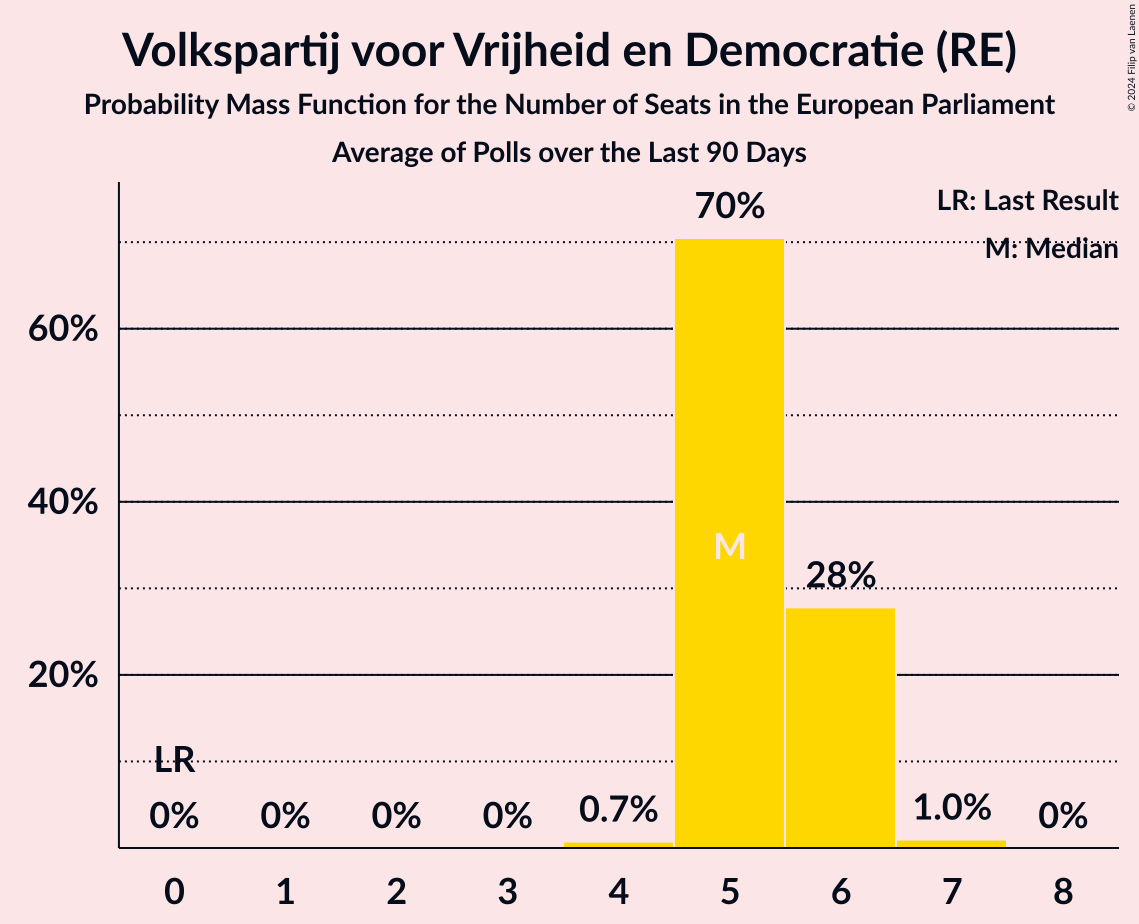 Volkspartij voor Vrijheid en Democratie (RE)
Probability Mass Function for the Number of Seats in the European Parliament
Average of Polls over the Last 90 Days
© 2024 Filip van Laenen
LR: Last Result
M: Median
70%
60%
40%
M
28%
20%
LR
0% 0% 0% 0% 0.7% 1.0% 0%
0 1 2 3 4 5 6 7 8